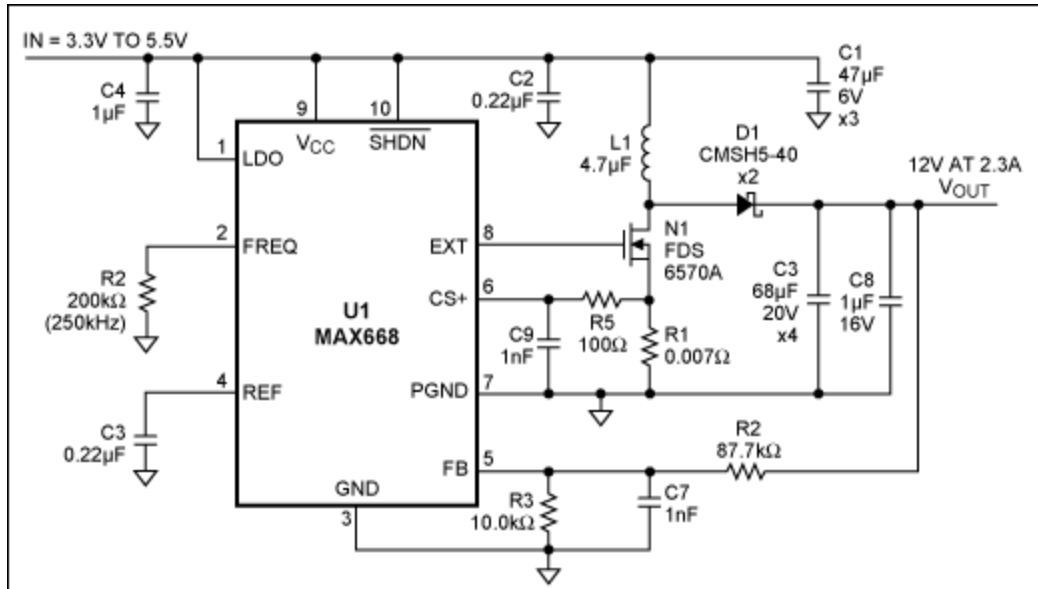 IN = 3.3V TO 5.5V
C4
1µF
9
VCC
10
SHDN
C2
0.22µF
C1
47µF
6V
x3
L1
4.7µF
D1
CMSH5-40
x2
12V AT 2.3A
VOUT
1
LDO
2
FREQ
R2
200kΩ
(250kHz)
U1
MAX668
EXT
8
N1
FDS
6570A
CS+
6
C9
1nF
R5
100Ω
R1
0.007Ω
C3
68µF
20V
x4
C8
1µF
16V
4
REF
C3
0.22µF
PGND
7
FB
5
R2
87.7kΩ
GND
3
R3
10.0kΩ
C7
1nF